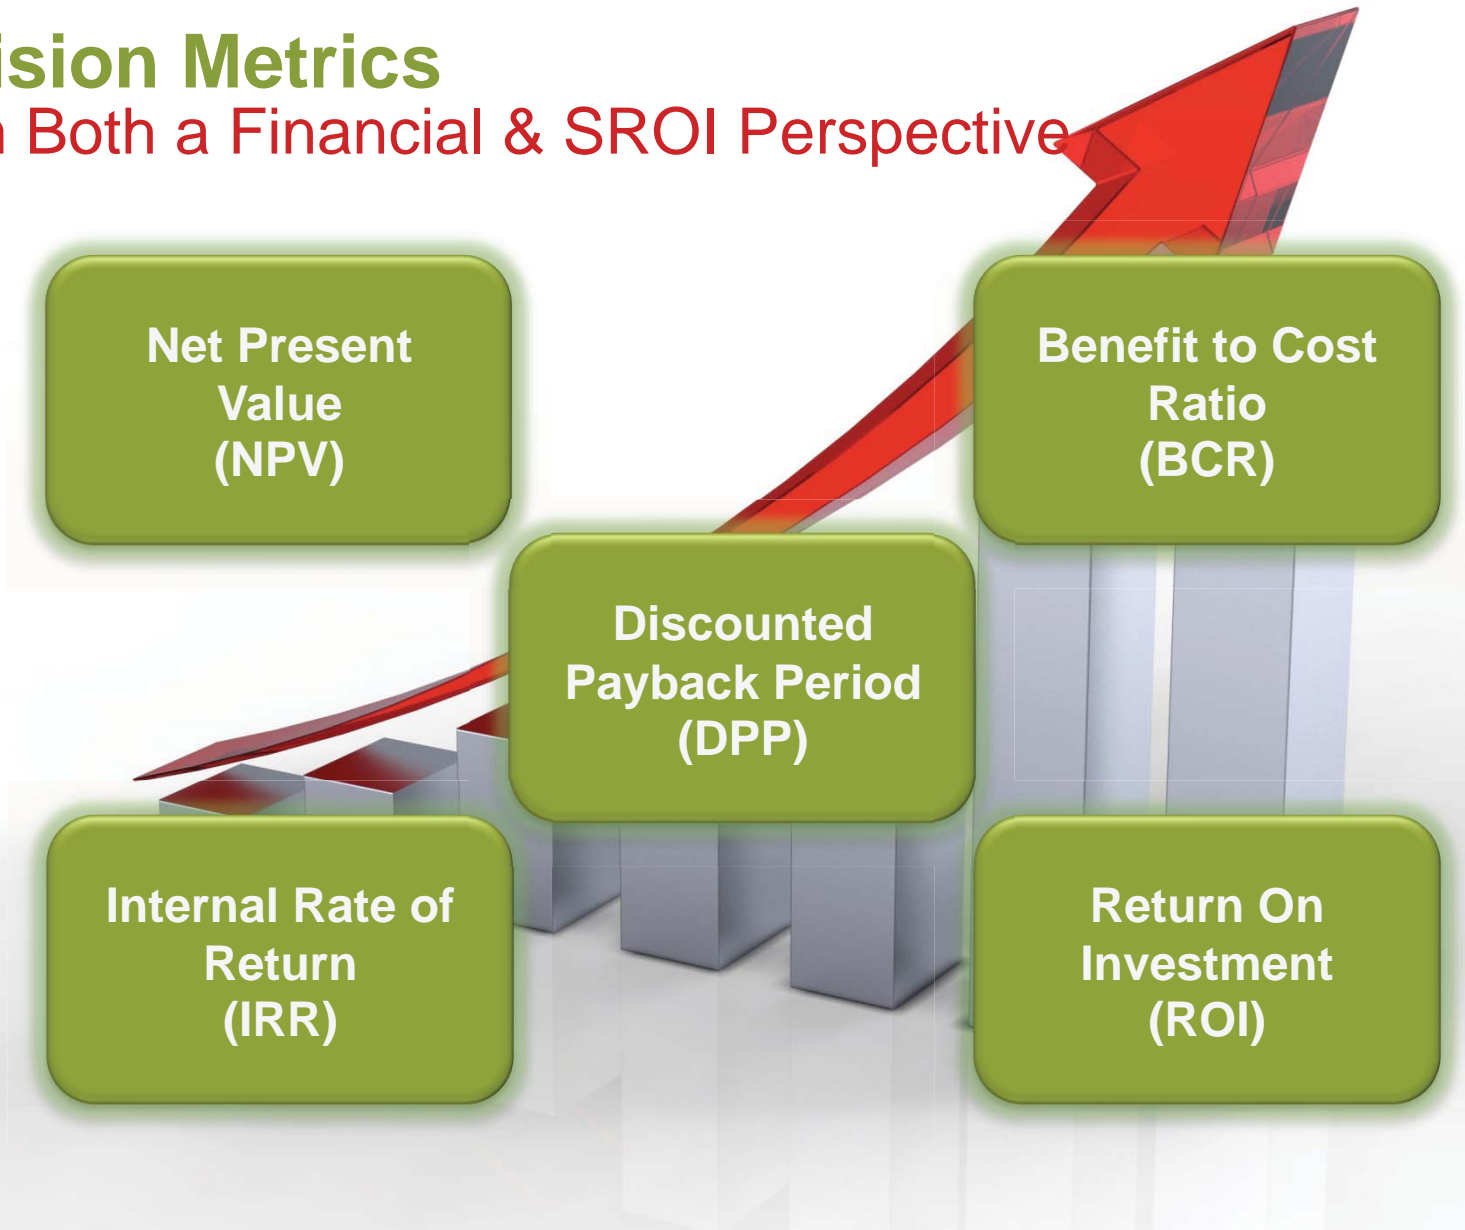 ision Metrics
n Both a Financial & SROI Perspective
Net Present
Value
(NPV)
Benefit to Cost
Ratio
(BCR)
Discounted
Payback Period
(DPP)
Internal Rate of
Return
(IRR)
Return On
Investment
(ROI)